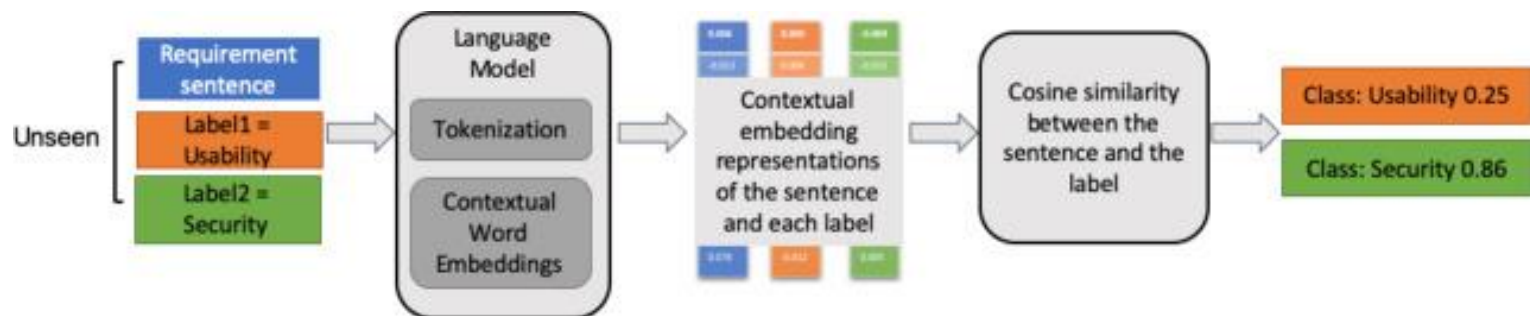 Unseen
Requirement
sentence
Label1 =
Usability
Label2 =
Security
Language
Model
Tokenization
Contextual
Word
Embeddings
Contextual
embedding
representations
of the sentence
and each label
Cosine similarity
between the
sentence and the
label
Class: Usability 0.25
Class: Security 0.86